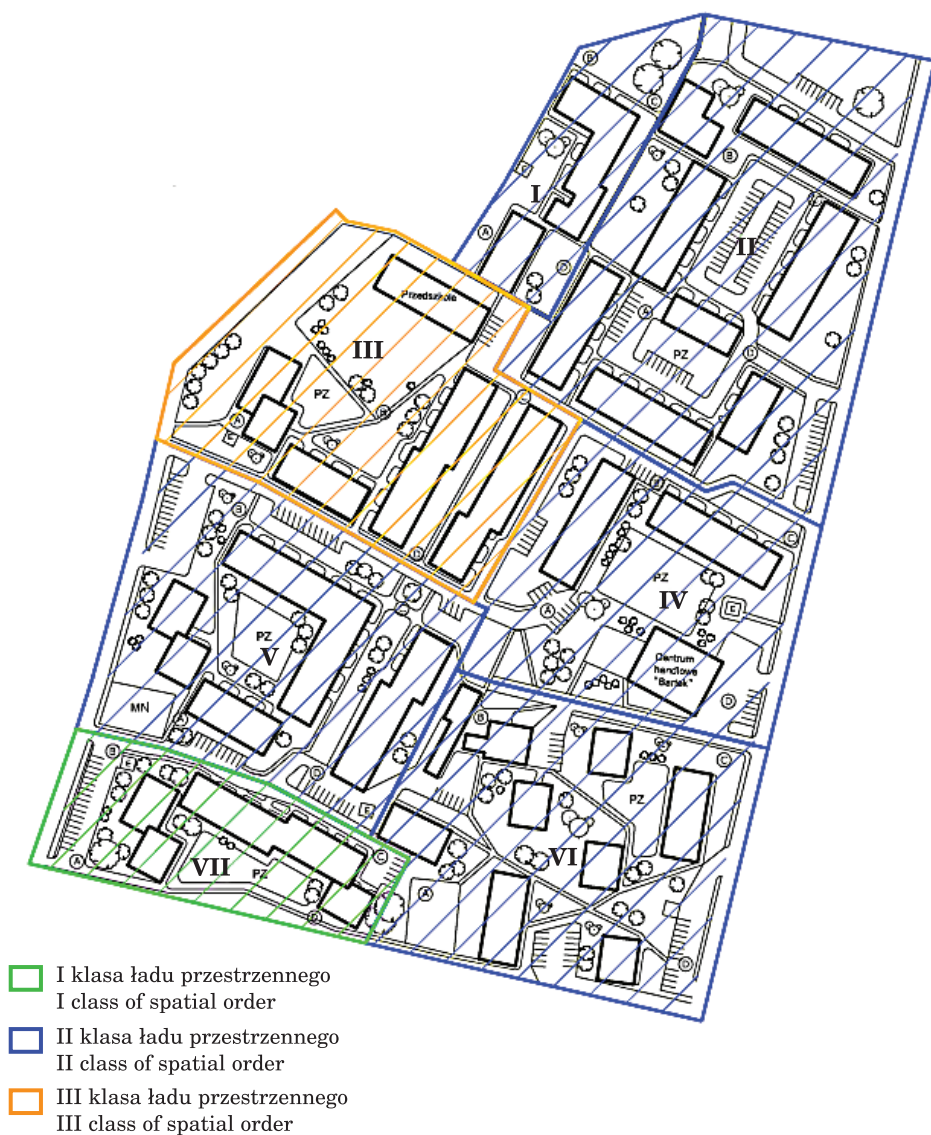 B
C
B
C
I
A
D
II
A
PZ
D
Przedszkole
III
PZ
B
A
C
D
B
C
PZ
IV
E
A
Centrum
handlowe
"Bartek"
D
B
PZ
V
MN
A
D
E
B
C
PZ
VI
A
D
B
E
A
VII
PZ
C
I klasa ładu przestrzennego
I class of spatial order
II klasa ładu przestrzennego
II class of spatial order
III klasa ładu przestrzennego
III class of spatial order